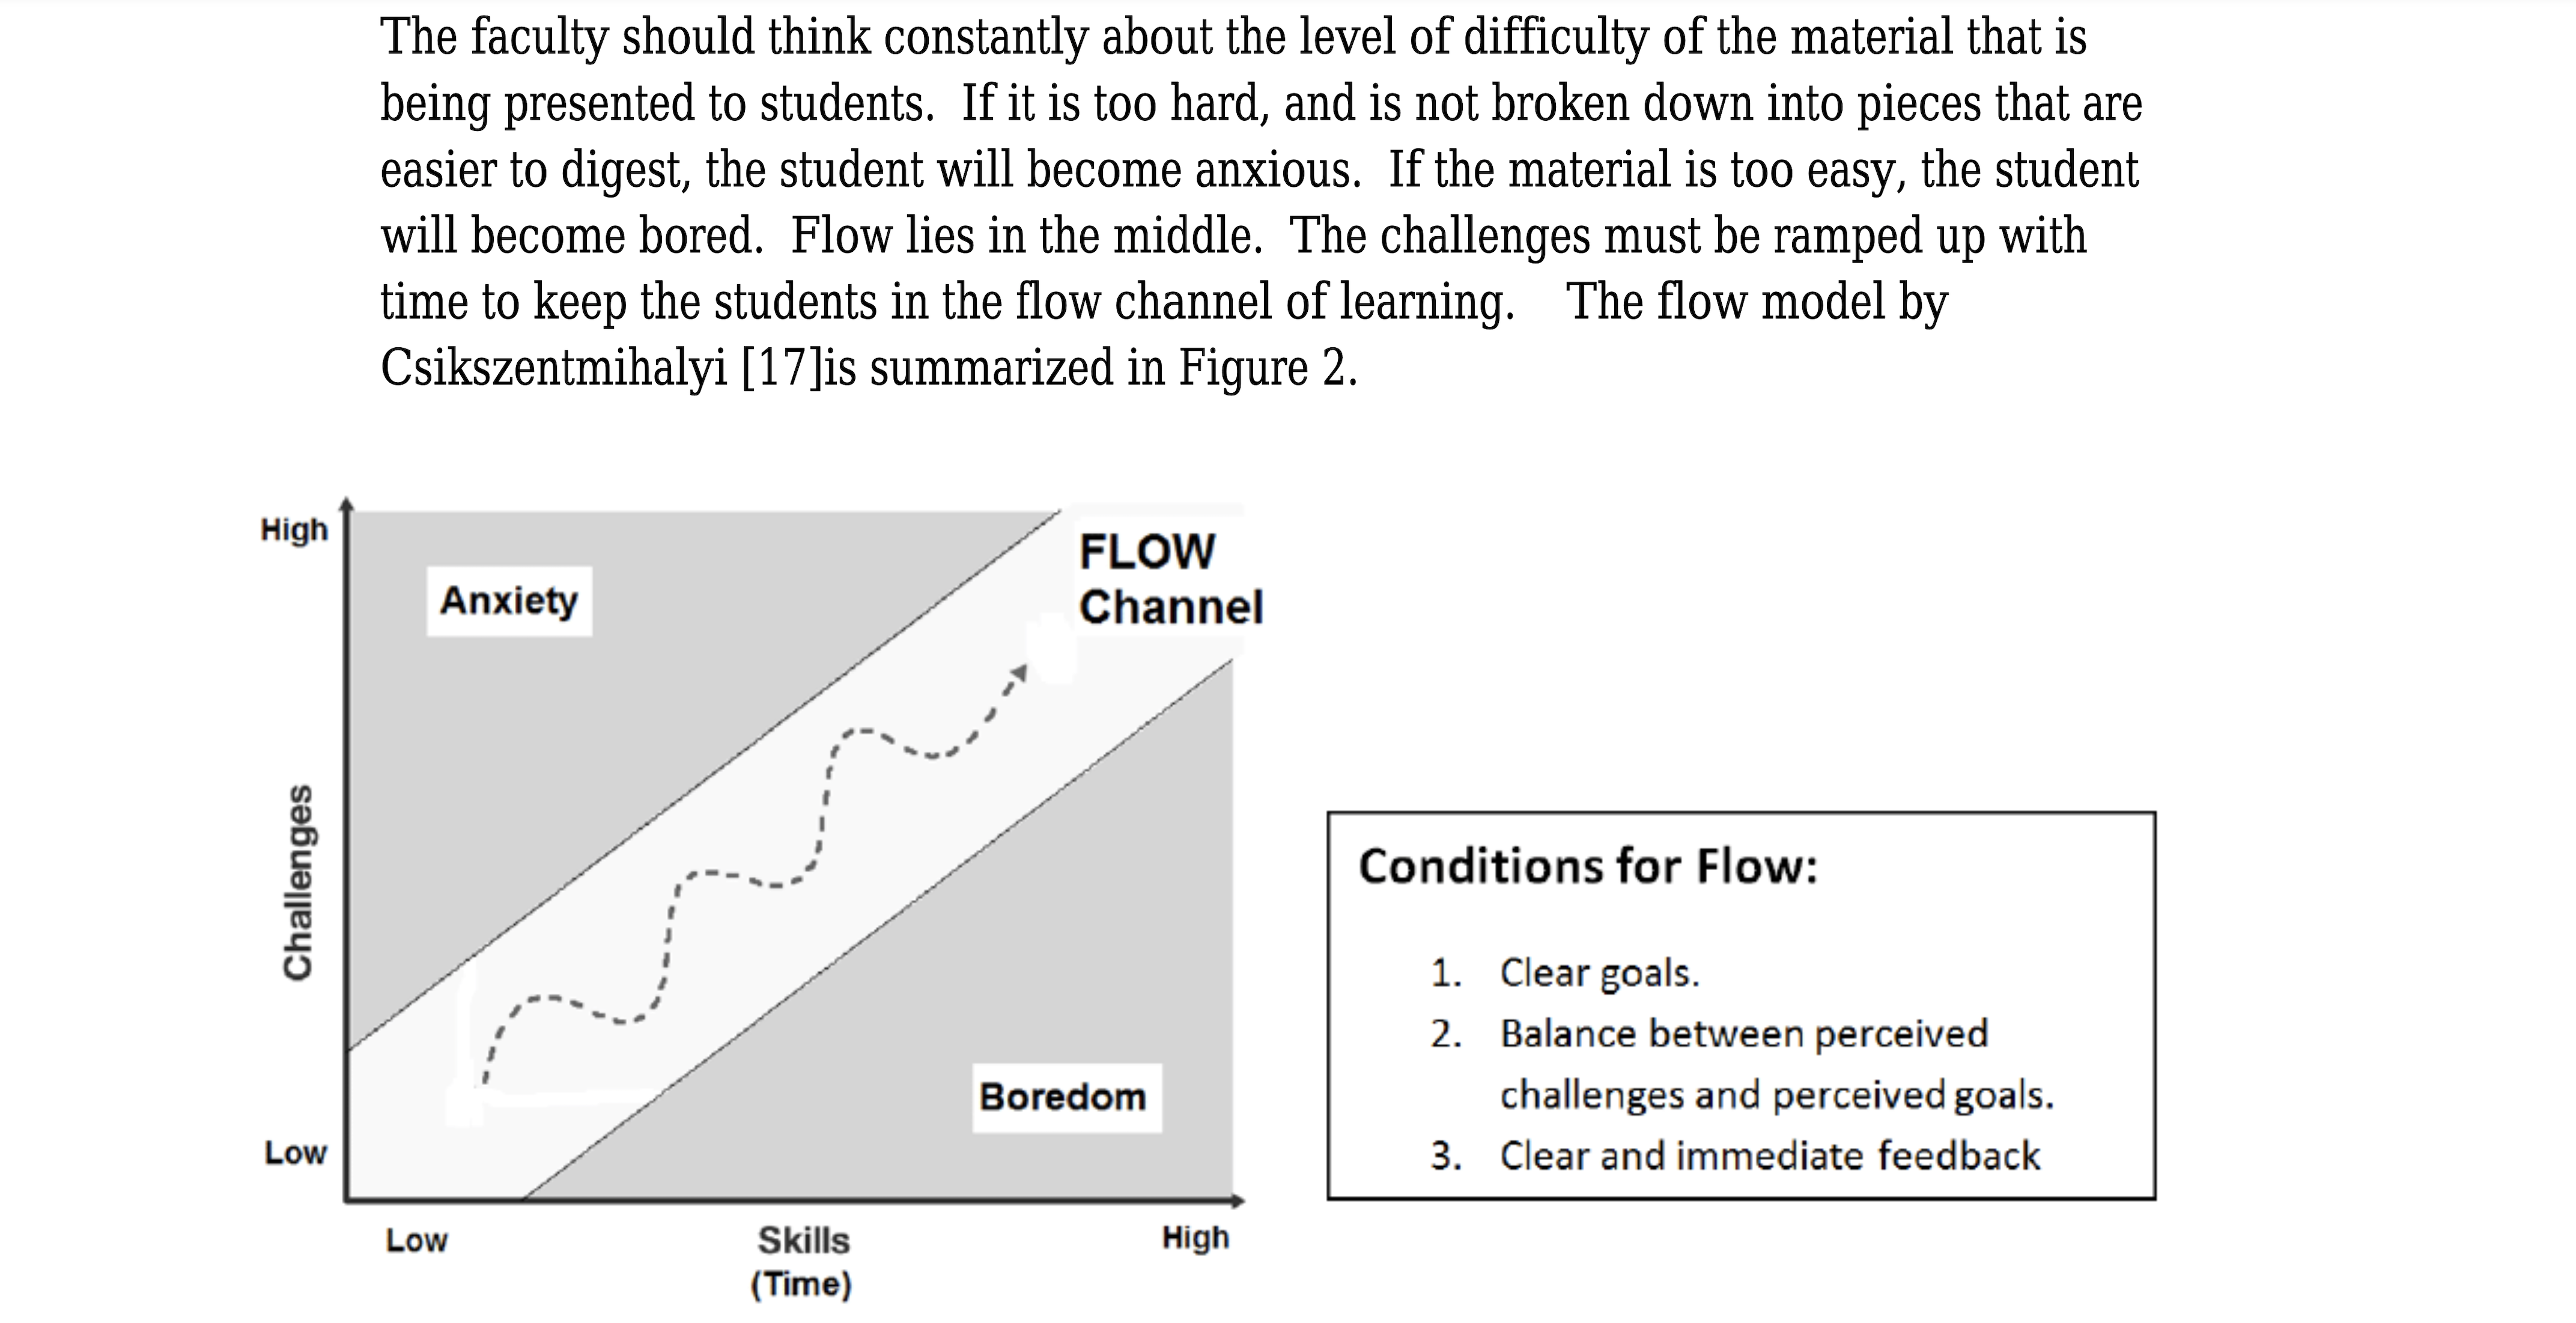 The faculty should think constantly about the level of difficulty of the material that is
being presented to students.  If it is too hard, and is not broken down into pieces that are
easier to digest, the student will become anxious.  If the material is too easy, the student
will become bored.  Flow lies in the middle.  The challenges must be ramped up with
time to keep the students in the flow channel of learning.    The flow model by
Csikszentmihalyi [17]is summarized in Figure 2.
High
Anxiety
FLOW
Channel
Challenges
Boredom
Low
Low
Skills
(Time)
High
Conditions for Flow:
1. Clear goals.
2. Balance between perceived
challenges and perceived goals.
3. Clear and immediate feedback